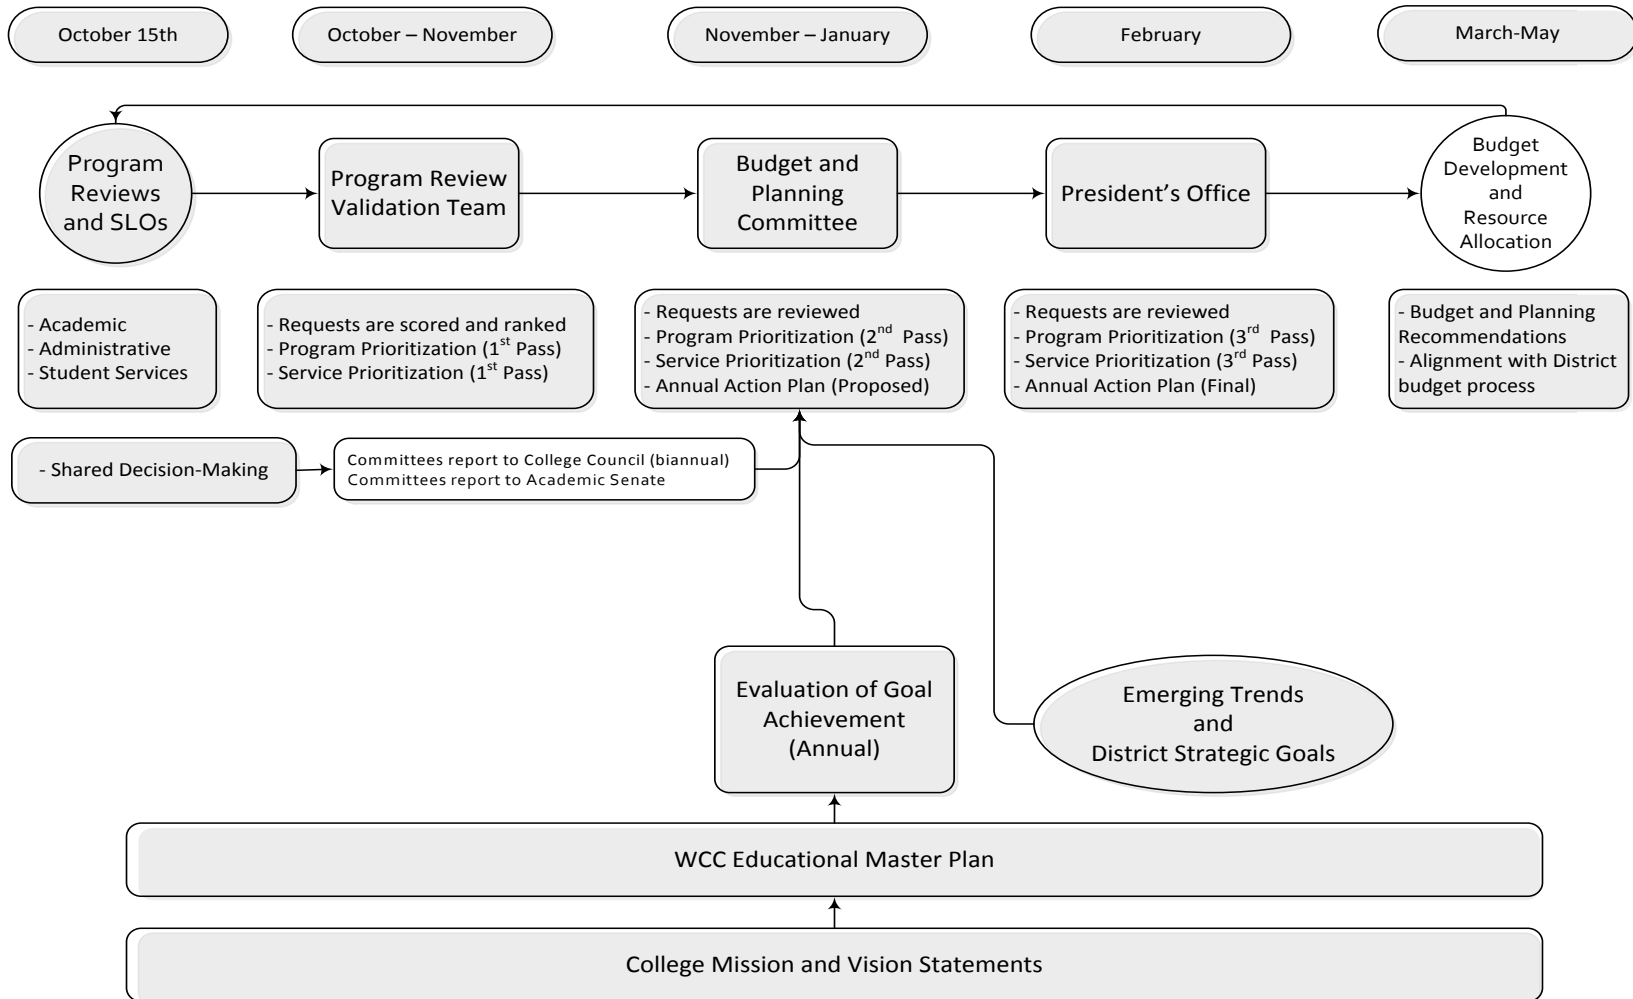 October 15th
October – November
November – January
February
March-May
Program
Reviews
and SLOs
Program Review
Validation Team
Budget and
Planning
Committee
President’s Office
Budget
Development
and
Resource
Allocation
- Academic
- Administrative
- Student Services
- Requests are scored and ranked
- Program Prioritization (1st Pass)
- Service Prioritization (1st Pass)
- Requests are reviewed
- Program Prioritization (2nd Pass)
- Service Prioritization (2nd Pass)
- Annual Action Plan (Proposed)
- Requests are reviewed
- Program Prioritization (3rd Pass)
- Service Prioritization (3rd Pass)
- Annual Action Plan (Final)
- Budget and Planning
Recommendations
- Alignment with District
budget process
- Shared Decision-Making
Committees report to College Council (biannual)
Committees report to Academic Senate
Evaluation of Goal
Achievement
(Annual)
Emerging Trends
and
District Strategic Goals
WCC Educational Master Plan
College Mission and Vision Statements